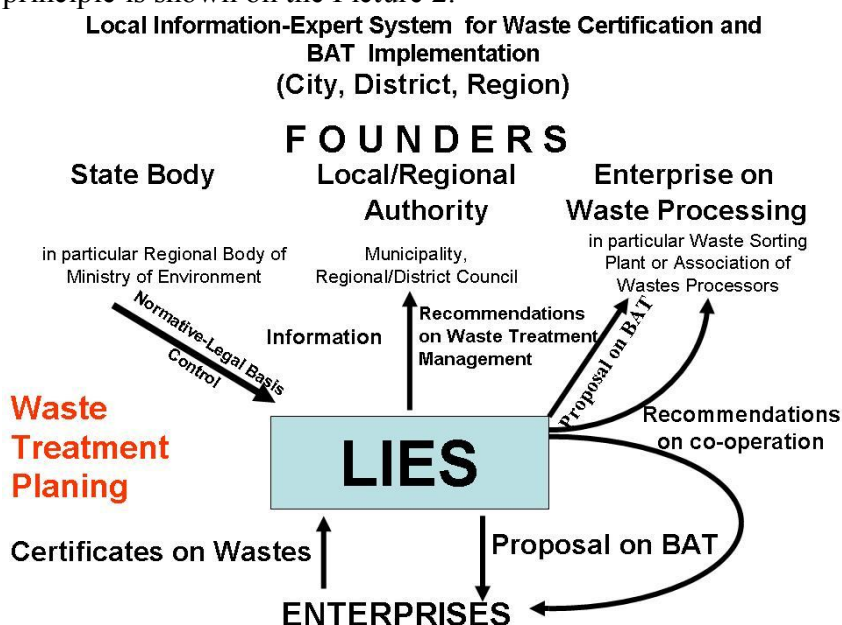 principle is shown on the Picture 2.
Local Information-Expert System for Waste Certification and
BAT Implementation
(City, District, Region)
F O U N D E R S
State Body
Local/Regional
Authority
Enterprise on
Waste Processing
in particular Regional Body of
Ministry of Environment
Municipality,
Regional/District Council
in particular Waste Sorting
Plant or Association of
Wastes Processors
Normative-Legal Basis
Control
Information
Recommendations
on Waste Treatment
Management
Proposal on BAT
Recommendations
on co-operation
Waste
Treatment
Planing
LIES
Certificates on Wastes
Proposal on BAT
ENTERPRISES